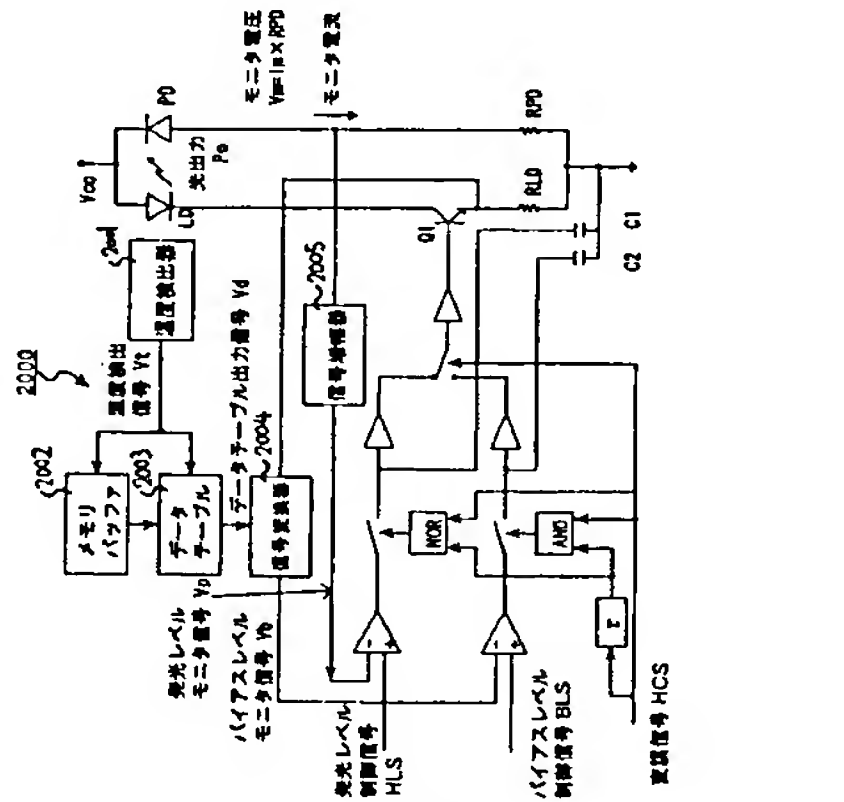 2000
2002
メモリ
バッファ
温度検出
信号 Vt
2001
温度検出器
Vcc
LD
PD
光出力
Po
モニタ電圧
Vm=Im×RPD
モニタ電流
2003
データ
テーブル
データテーブル出力信号 Vd
2004
信号変換器
2005
信号増幅器
発光レベル
モニタ信号 Vp
バイアスレベル
モニタ信号 Vb
発光レベル
制御信号
HLS
バイアスレベル
制御信号 BLS
変調信号 HCS
NOR
AND
τ
Q1
RLD
RPD
C2
C1